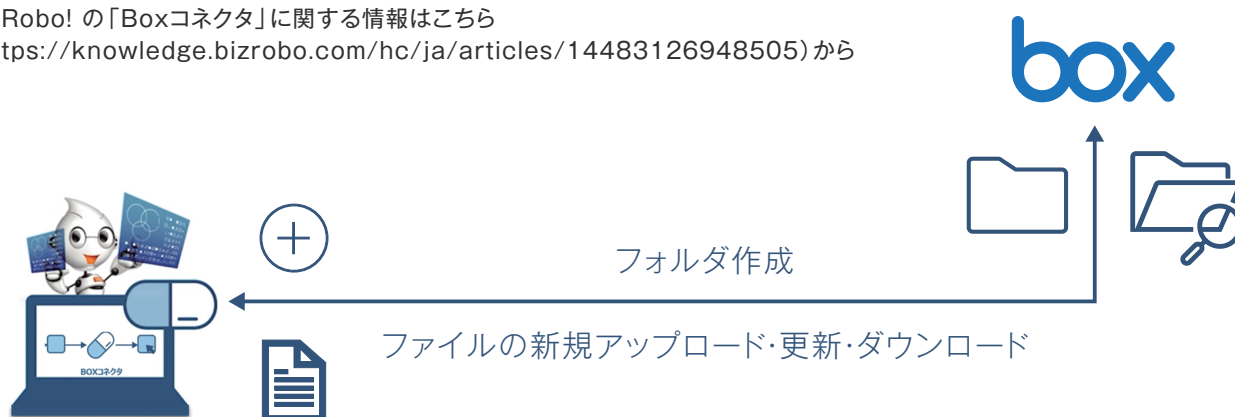 Robo! の「Boxコネクタ」に関する情報はこちら
tps://knowledge.bizrobo.com/hc/ja/articles/14483126948505)から
box
フォルダ作成
ファイルの新規アップロード・更新・ダウンロード
BOXコネクタ